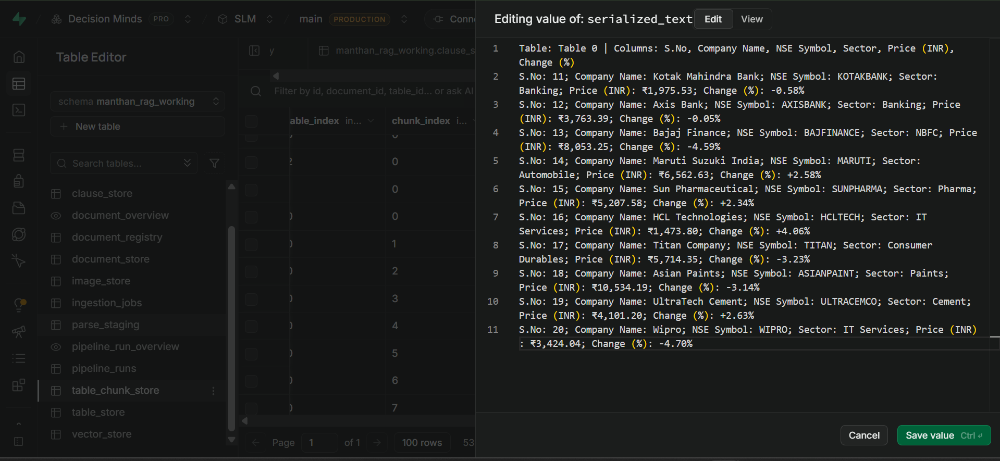 Decision Minds PRO
SLM
main PRODUCTION
Editing value of: serialized_text
Edit
View
Table Editor
y
schema manthan_rag_working
New table
Search tables...
clause_store
document_overview
document_registry
document_store
image_store
ingestion_jobs
parse_staging
pipeline_run_overview
pipeline_runs
table_chunk_store
table_store
vector_store
manthan_rag_working.clause_s
Filter by id, document_id, table_id... or ask AI
able_index in...
chunk_index i...
0
0
0
1
2
3
4
5
6
7
Page 1 of 1
100 rows
53
1 Table: Table 0 | Columns: S.No, Company Name, NSE Symbol, Sector, Price (INR),
Change (%)
2 S.No: 11; Company Name: Kotak Mahindra Bank; NSE Symbol: KOTAKBANK; Sector:
Banking; Price (INR): ₹1,975.53; Change (%): -0.58%
3 S.No: 12; Company Name: Axis Bank; NSE Symbol: AXISBANK; Sector: Banking; Price
(INR): ₹3,763.39; Change (%): -0.05%
4 S.No: 13; Company Name: Bajaj Finance; NSE Symbol: BAJFINANCE; Sector: NBFC; Price
(INR): ₹8,053.25; Change (%): -4.59%
5 S.No: 14; Company Name: Maruti Suzuki India; NSE Symbol: MARUTI; Sector:
Automobile; Price (INR): ₹6,562.63; Change (%): +2.58%
6 S.No: 15; Company Name: Sun Pharmaceutical; NSE Symbol: SUNPHARMA; Sector: Pharma;
Price (INR): ₹5,207.58; Change (%): +2.34%
7 S.No: 16; Company Name: HCL Technologies; NSE Symbol: HCLTECH; Sector: IT
Services; Price (INR): ₹1,473.80; Change (%): +4.06%
8 S.No: 17; Company Name: Titan Company; NSE Symbol: TITAN; Sector: Consumer
Durables; Price (INR): ₹5,714.35; Change (%): -3.23%
9 S.No: 18; Company Name: Asian Paints; NSE Symbol: ASIANPAINT; Sector: Paints;
Price (INR): ₹10,534.19; Change (%): -3.14%
10 S.No: 19; Company Name: UltraTech Cement; NSE Symbol: ULTRACEMCO; Sector: Cement;
Price (INR): ₹4,101.20; Change (%): +2.63%
11 S.No: 20; Company Name: Wipro; NSE Symbol: WIPRO; Sector: IT Services; Price (INR)
: ₹3,424.04; Change (%): -4.70%
Cancel
Save value Ctrl ↵